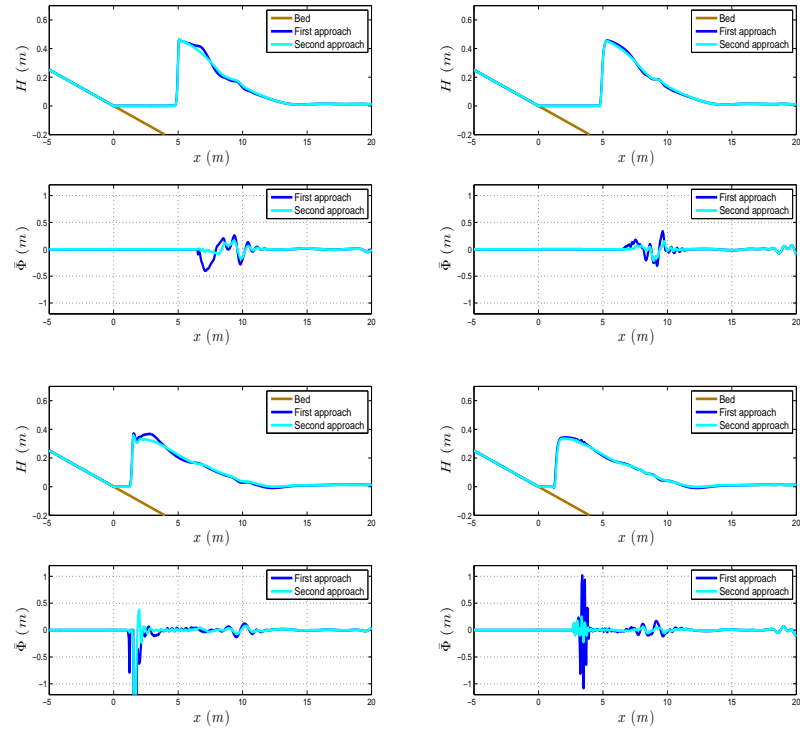 H (m)
0.6
0.4
0.2
0
−0.2
−5
0
5
10
15
20
x (m)
Bed
First approach
Second approach
H (m)
0.6
0.4
0.2
0
−0.2
−5
0
5
10
15
20
x (m)
Bed
First approach
Second approach
Φ̄ (m)
1
0.5
0
−0.5
−1
−5
0
5
10
15
20
x (m)
First approach
Second approach
Φ̄ (m)
1
0.5
0
−0.5
−1
−5
0
5
10
15
20
x (m)
First approach
Second approach
H (m)
0.6
0.4
0.2
0
−0.2
−5
0
5
10
15
20
x (m)
Bed
First approach
Second approach
H (m)
0.6
0.4
0.2
0
−0.2
−5
0
5
10
15
20
x (m)
Bed
First approach
Second approach
Φ̄ (m)
1
0.5
0
−0.5
−1
−5
0
5
10
15
20
x (m)
First approach
Second approach
Φ̄ (m)
1
0.5
0
−0.5
−1
−5
0
5
10
15
20
x (m)
First approach
Second approach